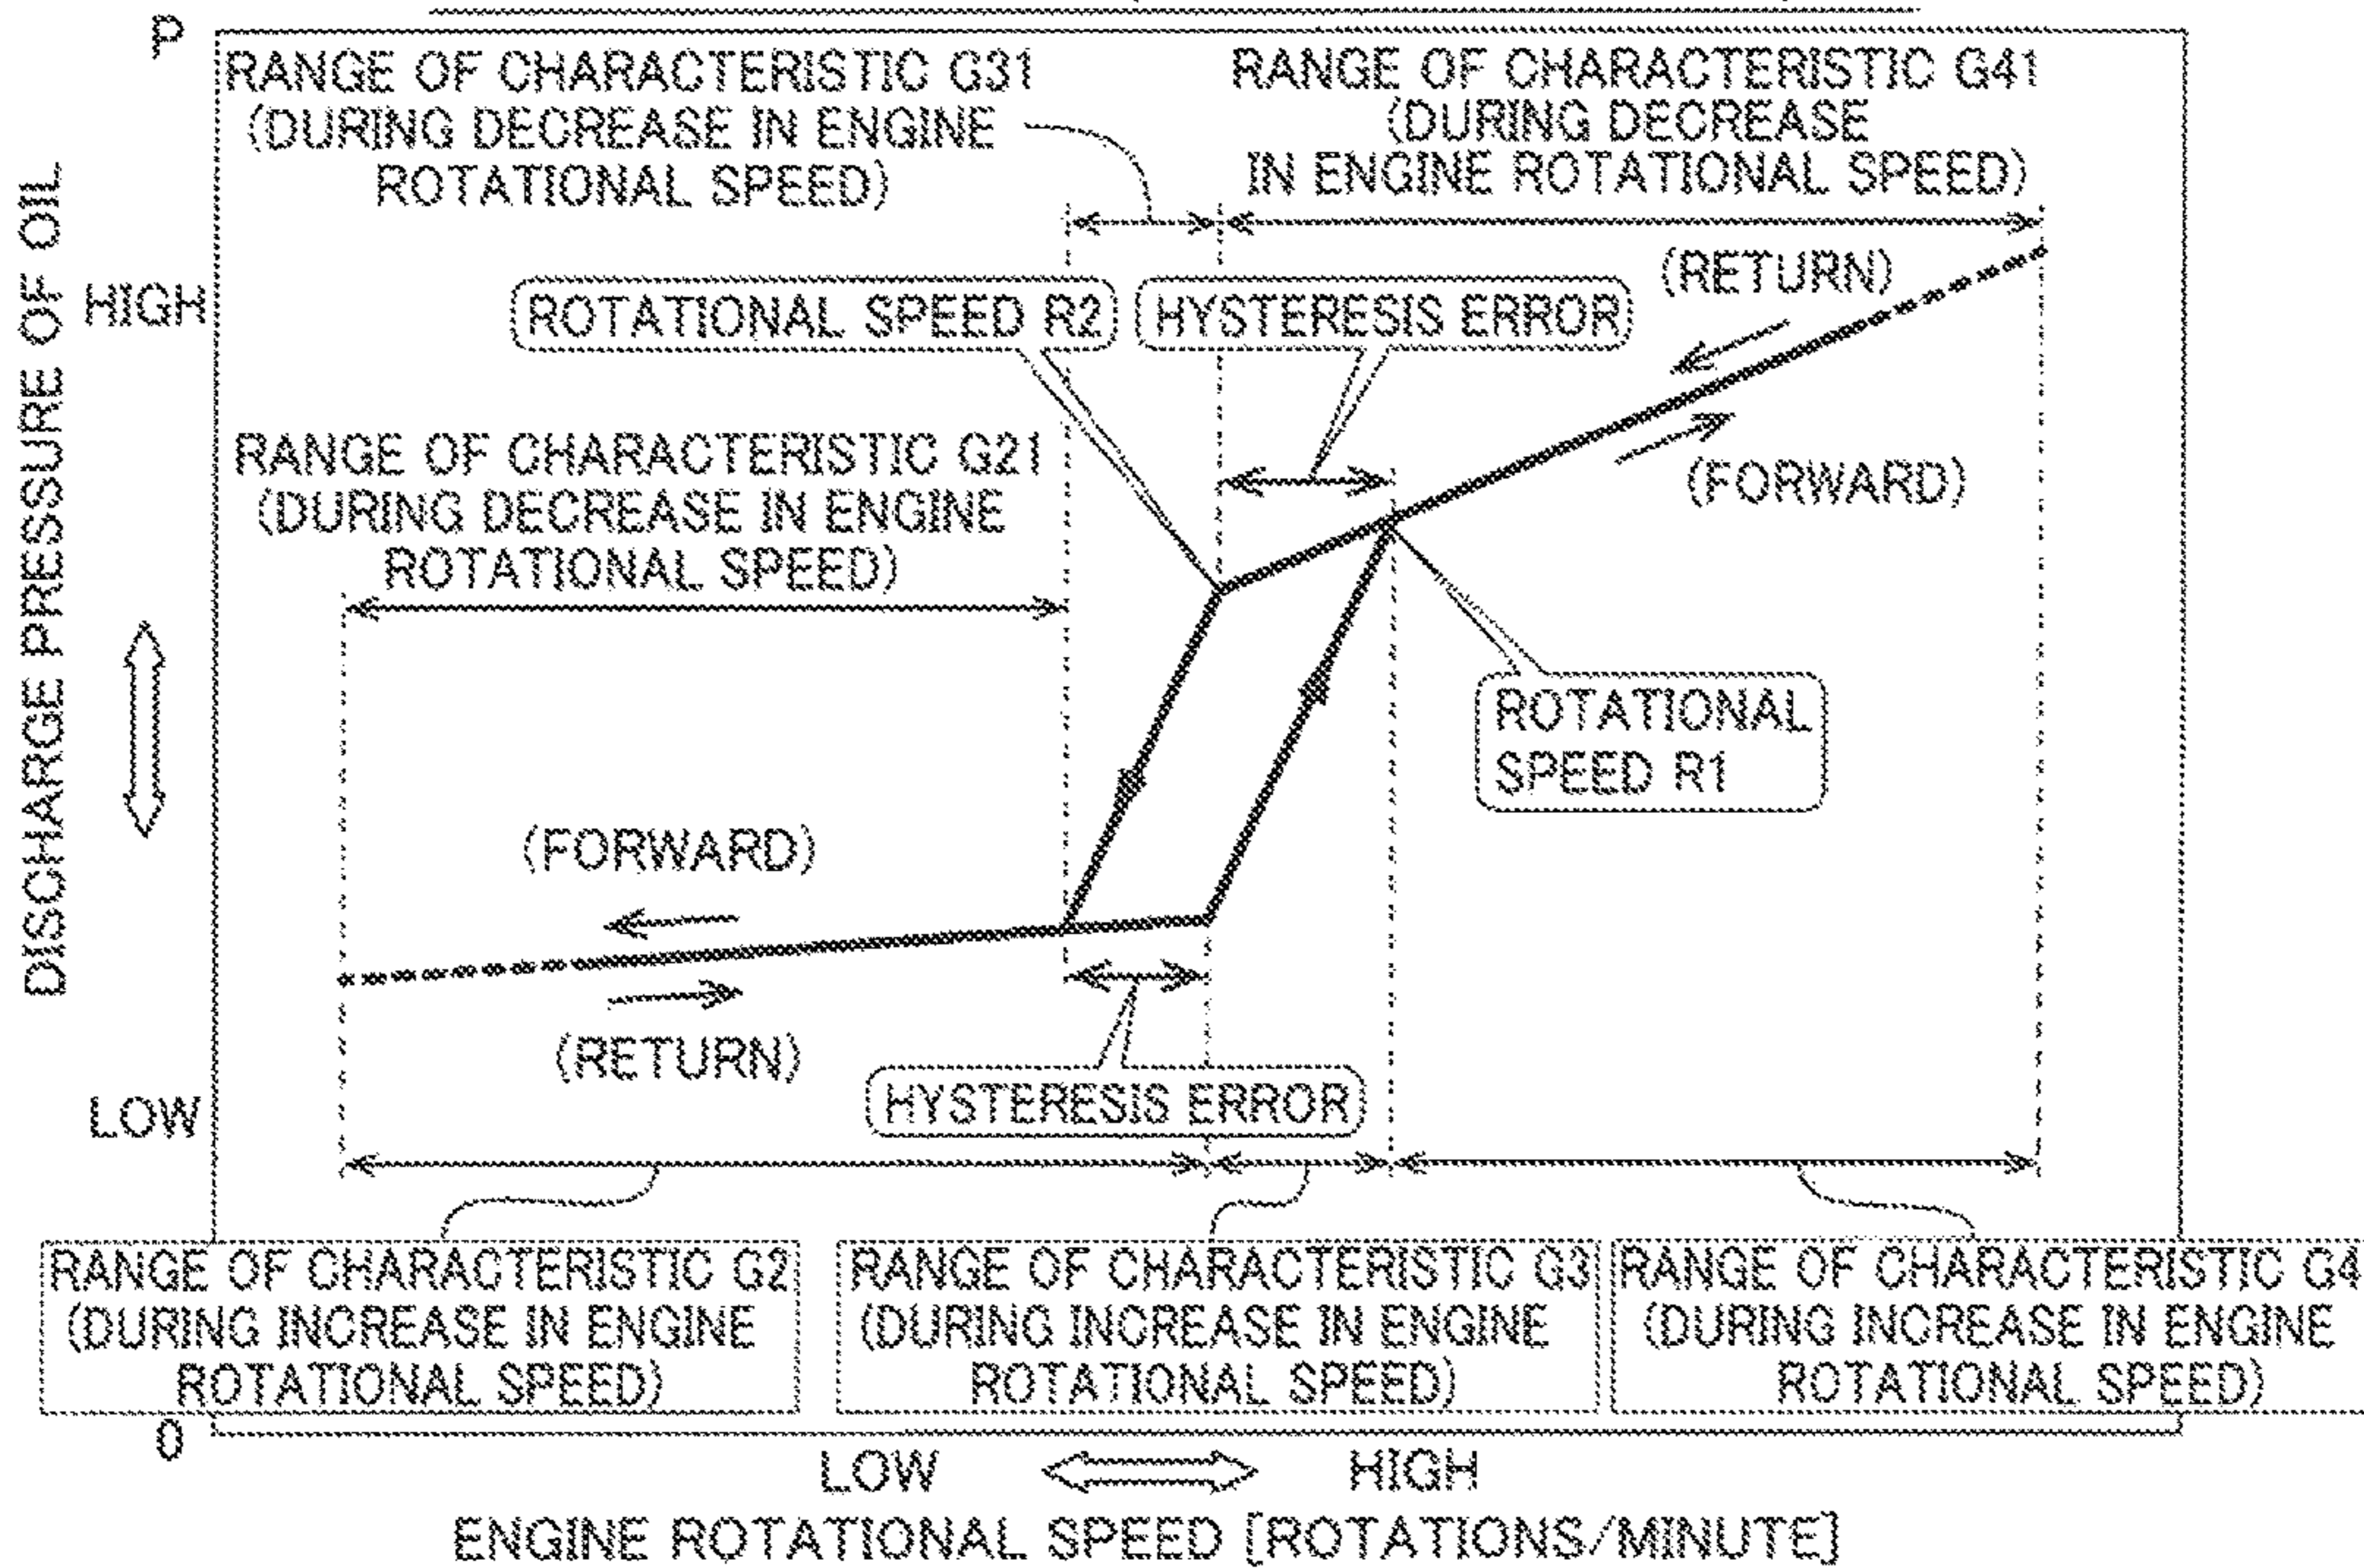 P
RANGE OF CHARACTERISTIC G31
(DURING DECREASE IN ENGINE
ROTATIONAL SPEED)
RANGE OF CHARACTERISTIC G41
(DURING DECREASE
IN ENGINE ROTATIONAL SPEED)
DISCHARGE PRESSURE OF OIL
HIGH
ROTATIONAL SPEED R2
HYSTERESIS ERROR
(RETURN)
(FORWARD)
RANGE OF CHARACTERISTIC G21
(DURING DECREASE IN ENGINE
ROTATIONAL SPEED)
ROTATIONAL
SPEED R1
(FORWARD)
(RETURN)
HYSTERESIS ERROR
LOW
RANGE OF CHARACTERISTIC G2
(DURING INCREASE IN ENGINE
ROTATIONAL SPEED)
RANGE OF CHARACTERISTIC G3
(DURING INCREASE IN ENGINE
ROTATIONAL SPEED)
RANGE OF CHARACTERISTIC G4
(DURING INCREASE IN ENGINE
ROTATIONAL SPEED)
0
LOW HIGH
ENGINE ROTATIONAL SPEED [ROTATIONS/MINUTE]